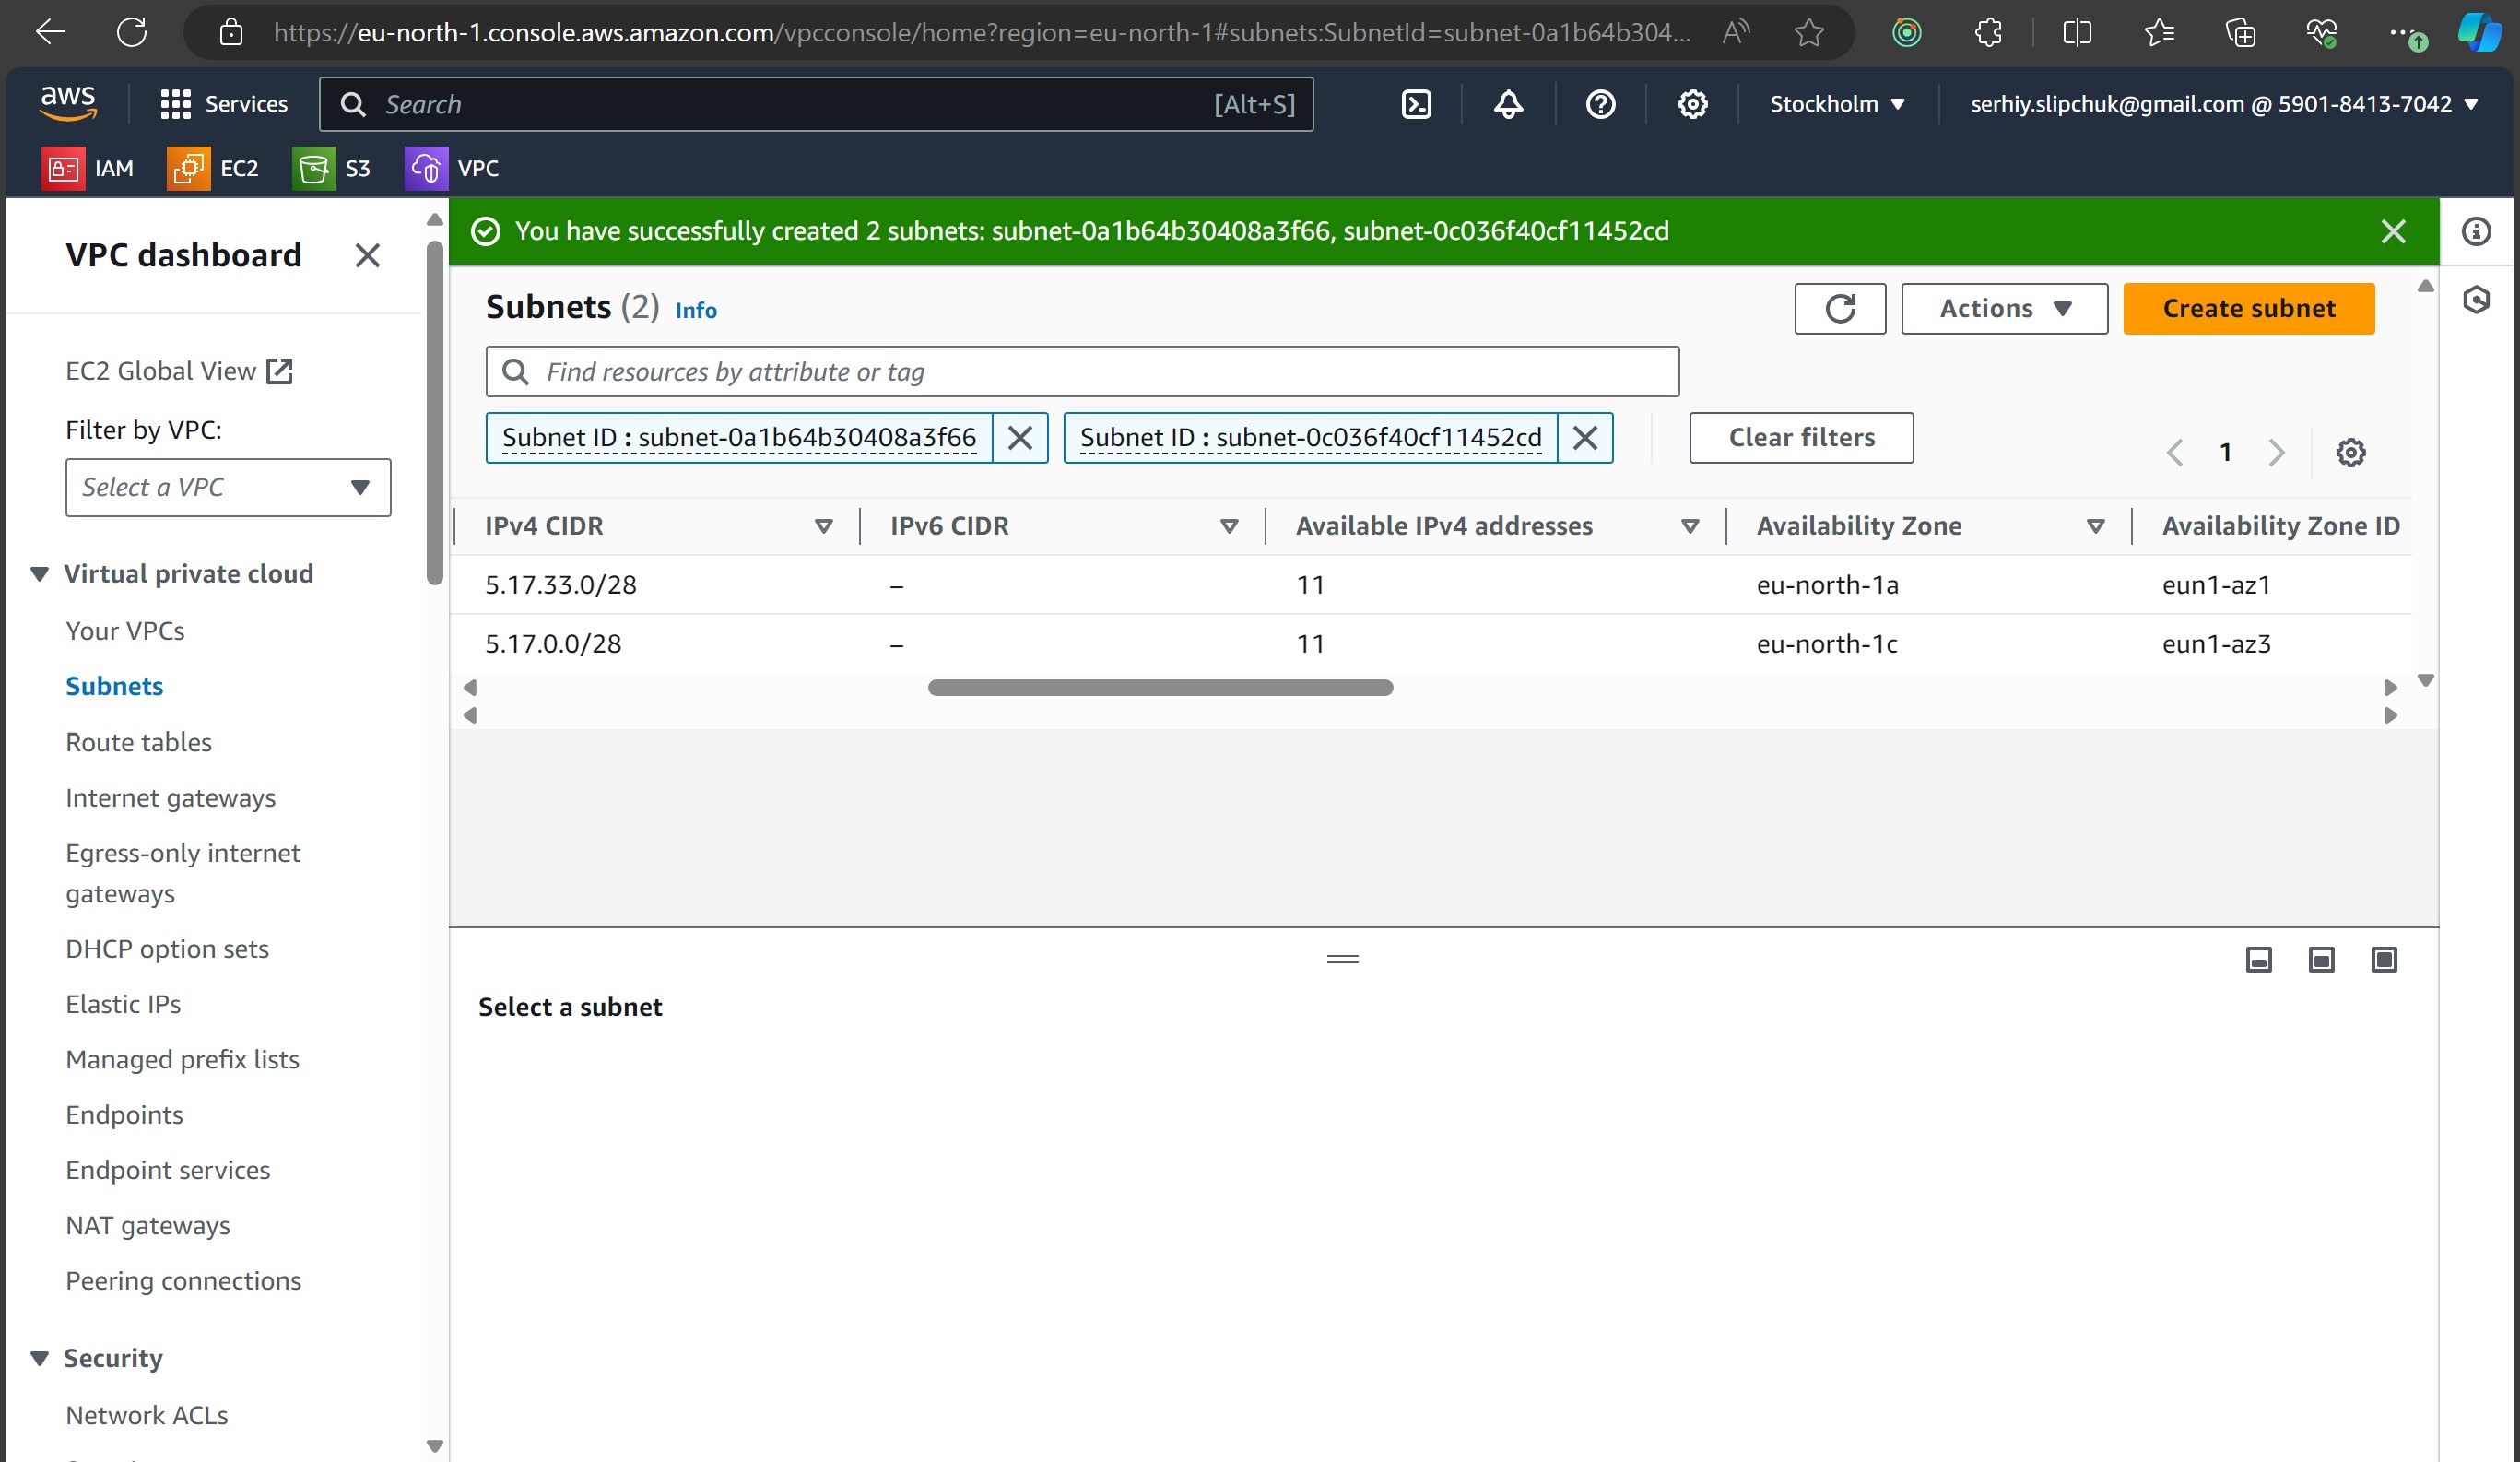 https://eu-north-1.console.aws.amazon.com/vpcconsole/home?region=eu-north-1#subnets:SubnetId=subnet-0a1b64b304...
aws
Services
Search
[Alt+S]
Stockholm
serhiy.slipchuk@gmail.com @ 5901-8413-7042
IAM
EC2
S3
VPC
VPC dashboard
EC2 Global View
Filter by VPC:
Select a VPC
Virtual private cloud
Your VPCs
Subnets
Route tables
Internet gateways
Egress-only internet
gateways
DHCP option sets
Elastic IPs
Managed prefix lists
Endpoints
Endpoint services
NAT gateways
Peering connections
Security
Network ACLs
You have successfully created 2 subnets: subnet-0a1b64b30408a3f66, subnet-0c036f40cf11452cd
Subnets (2) Info
Actions
Create subnet
Find resources by attribute or tag
Subnet ID : subnet-0a1b64b30408a3f66
Subnet ID : subnet-0c036f40cf11452cd
Clear filters
1
IPv4 CIDR IPv6 CIDR Available IPv4 addresses Availability Zone Availability Zone ID
5.17.33.0/28 – 11 eu-north-1a eun1-az1
5.17.0.0/28 – 11 eu-north-1c eun1-az3
Select a subnet